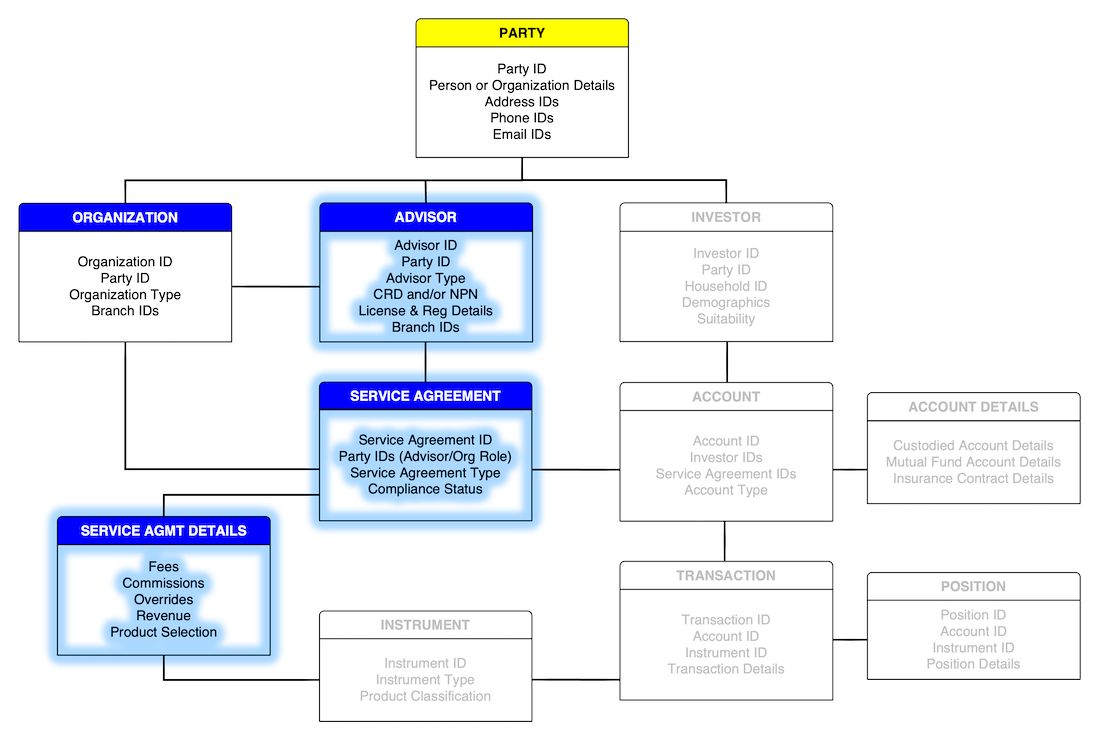 PARTY
Party ID
Person or Organization Details
Address IDs
Phone IDs
Email IDs
ORGANIZATION
Organization ID
Party ID
Organization Type
Branch IDs
ADVISOR
Advisor ID
Party ID
Advisor Type
CRD and/or NPN
License & Reg Details
Branch IDs
INVESTOR
Investor ID
Party ID
Household ID
Demographics
Suitability
SERVICE AGREEMENT
Service Agreement ID
Party IDs (Advisor/Org Role)
Service Agreement Type
Compliance Status
ACCOUNT
Account ID
Investor IDs
Service Agreement IDs
Account Type
ACCOUNT DETAILS
Custodied Account Details
Mutual Fund Account Details
Insurance Contract Details
SERVICE AGMT DETAILS
Fees
Commissions
Overrides
Revenue
Product Selection
INSTRUMENT
Instrument ID
Instrument Type
Product Classification
TRANSACTION
Transaction ID
Account ID
Instrument ID
Transaction Details
POSITION
Position ID
Account ID
Instrument ID
Position Details